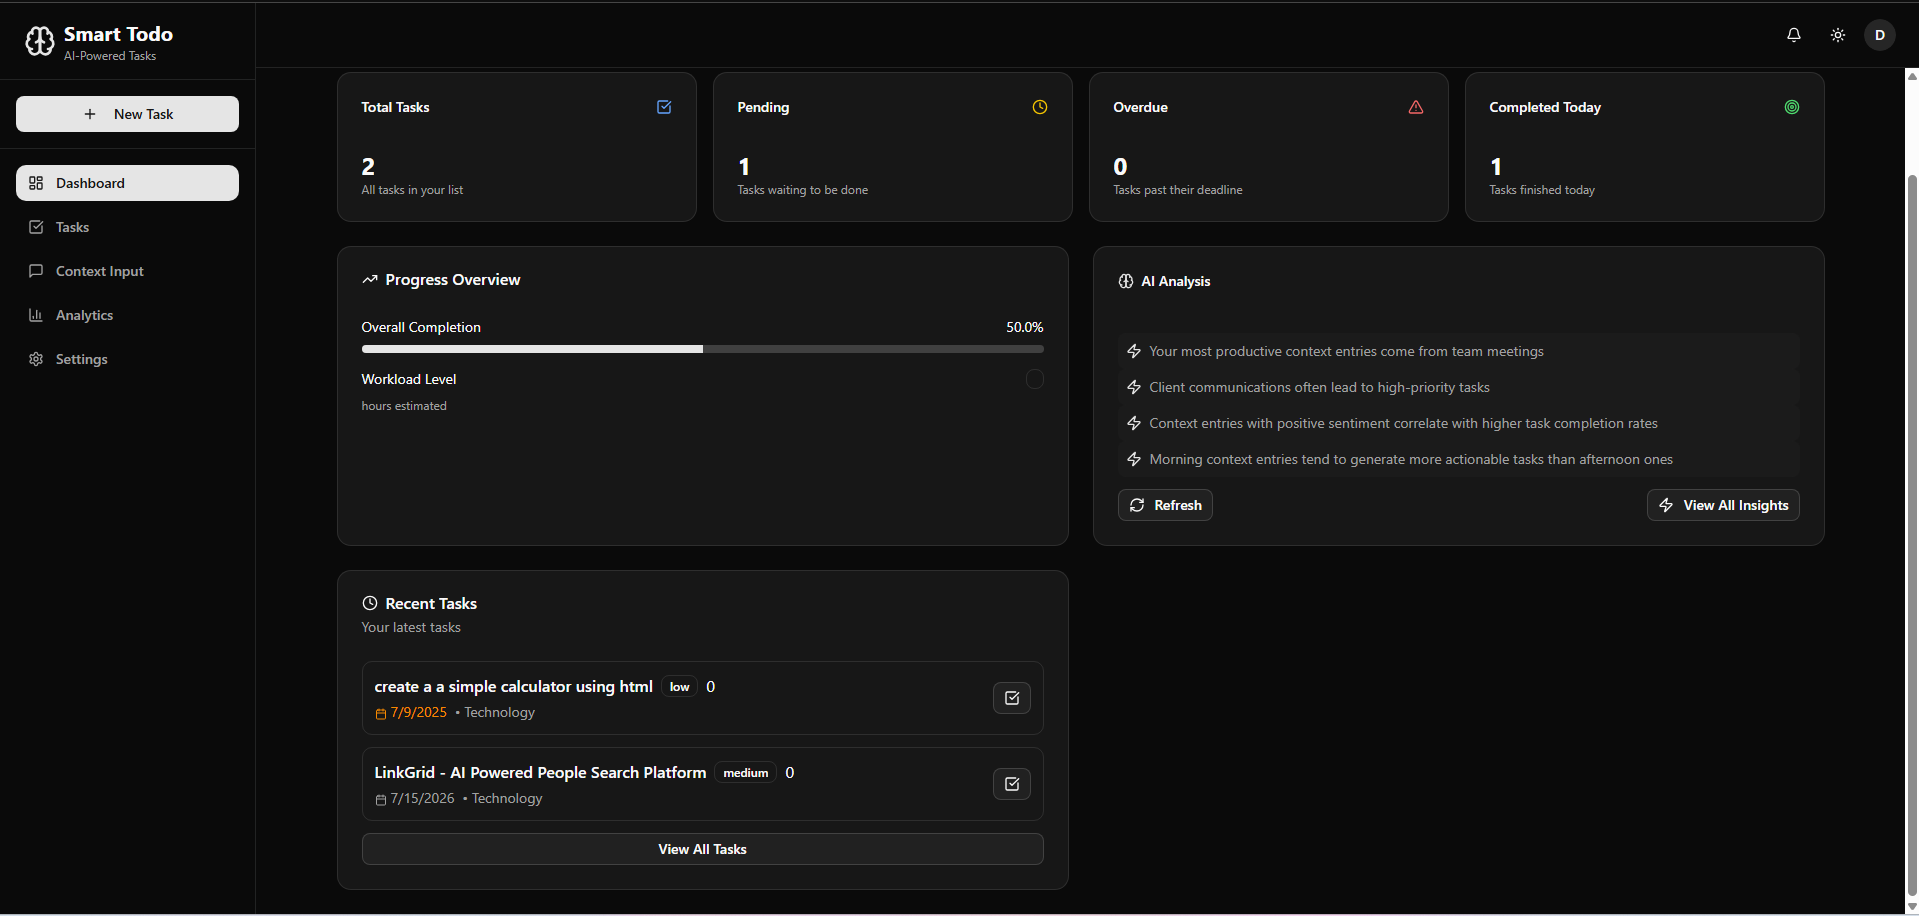 Smart Todo
AI-Powered Tasks
D
New Task
Dashboard
Tasks
Context Input
Analytics
Settings
Total Tasks
2
All tasks in your list
Pending
1
Tasks waiting to be done
Overdue
0
Tasks past their deadline
Completed Today
1
Tasks finished today
Progress Overview
Overall Completion 50.0%
Workload Level
hours estimated
AI Analysis
Your most productive context entries come from team meetings
Client communications often lead to high-priority tasks
Context entries with positive sentiment correlate with higher task completion rates
Morning context entries tend to generate more actionable tasks than afternoon ones
Refresh
View All Insights
Recent Tasks
Your latest tasks
create a a simple calculator using html low 0
7/9/2025 • Technology
LinkGrid - AI Powered People Search Platform medium 0
7/15/2026 • Technology
View All Tasks